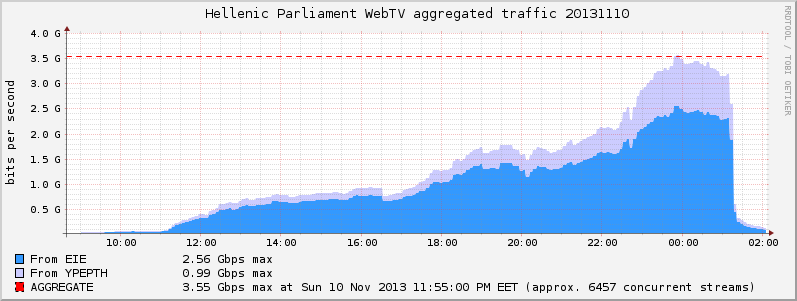 Hellenic Parliament WebTV aggregated traffic 20131110
RRDTOOL / TOBI OETIKER
bits per second
4.0 G
3.5 G
3.0 G
2.5 G
2.0 G
1.5 G
1.0 G
0.5 G
10:00 12:00 14:00 16:00 18:00 20:00 22:00 00:00 02:00
From EIE 2.56 Gbps max
From YPEPTH 0.99 Gbps max
AGGREGATE 3.55 Gbps max at Sun 10 Nov 2013 11:55:00 PM EET (approx. 6457 concurrent streams)